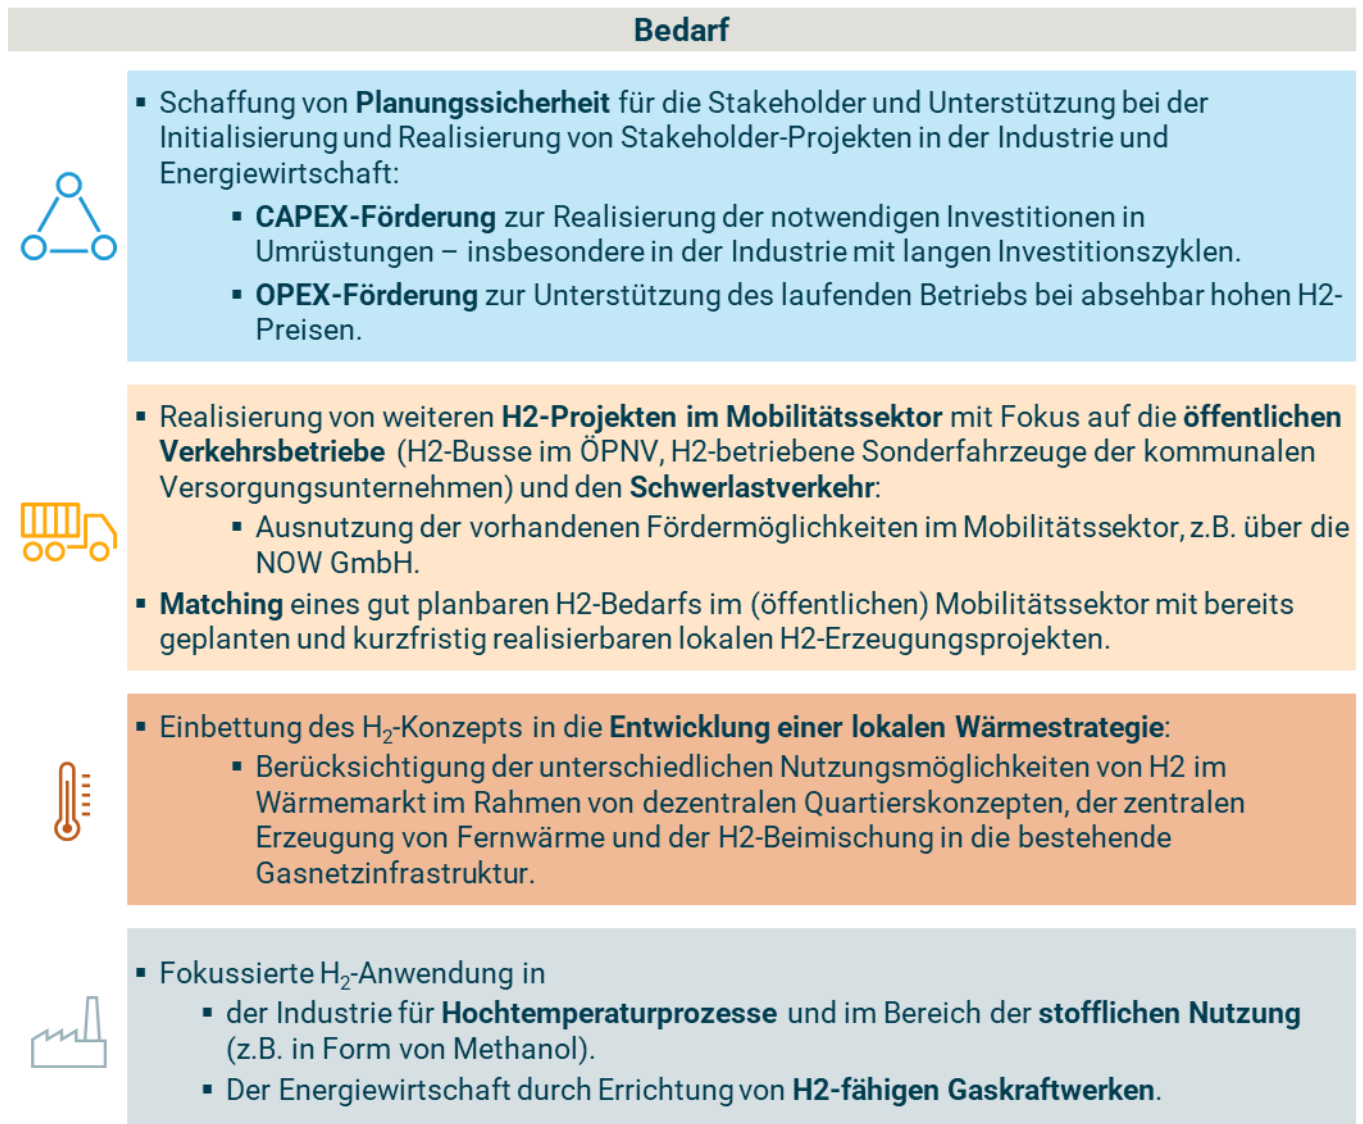 Bedarf
▪ Schaffung von Planungssicherheit für die Stakeholder und Unterstützung bei der
Initialisierung und Realisierung von Stakeholder-Projekten in der Industrie und
Energiewirtschaft:
▪ CAPEX-Förderung zur Realisierung der notwendigen Investitionen in
Umrüstungen – insbesondere in der Industrie mit langen Investitionszyklen.
▪ OPEX-Förderung zur Unterstützung des laufenden Betriebs bei absehbar hohen H2-
Preisen.
▪ Realisierung von weiteren H2-Projekten im Mobilitätssektor mit Fokus auf die öffentlichen
Verkehrsbetriebe (H2-Busse im ÖPNV, H2-betriebene Sonderfahrzeuge der kommunalen
Versorgungsunternehmen) und den Schwerlastverkehr:
▪ Ausnutzung der vorhandenen Fördermöglichkeiten im Mobilitätssektor, z.B. über die
NOW GmbH.
▪ Matching eines gut planbaren H2-Bedarfs im (öffentlichen) Mobilitätssektor mit bereits
geplanten und kurzfristig realisierbaren lokalen H2-Erzeugungsprojekten.
▪ Einbettung des H₂-Konzepts in die Entwicklung einer lokalen Wärmestrategie:
▪ Berücksichtigung der unterschiedlichen Nutzungsmöglichkeiten von H2 im
Wärmemarkt im Rahmen von dezentralen Quartierskonzepten, der zentralen
Erzeugung von Fernwärme und der H2-Beimischung in die bestehende
Gasnetzinfrastruktur.
▪ Fokussierte H₂-Anwendung in
▪ der Industrie für Hochtemperaturprozesse und im Bereich der stofflichen Nutzung
(z.B. in Form von Methanol).
▪ Der Energiewirtschaft durch Errichtung von H2-fähigen Gaskraftwerken.